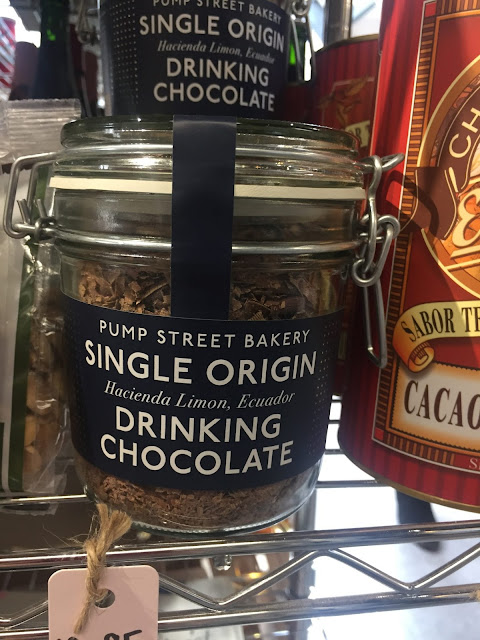 PUMP STREET BAKERY
SINGLE ORIGIN
Hacienda Limon, Ecuador
DRINKING
CHOCOLATE
PUMP STREET BAKERY
SINGLE ORIGIN
Hacienda Limon, Ecuador
DRINKING
CHOCOLATE
SABOR